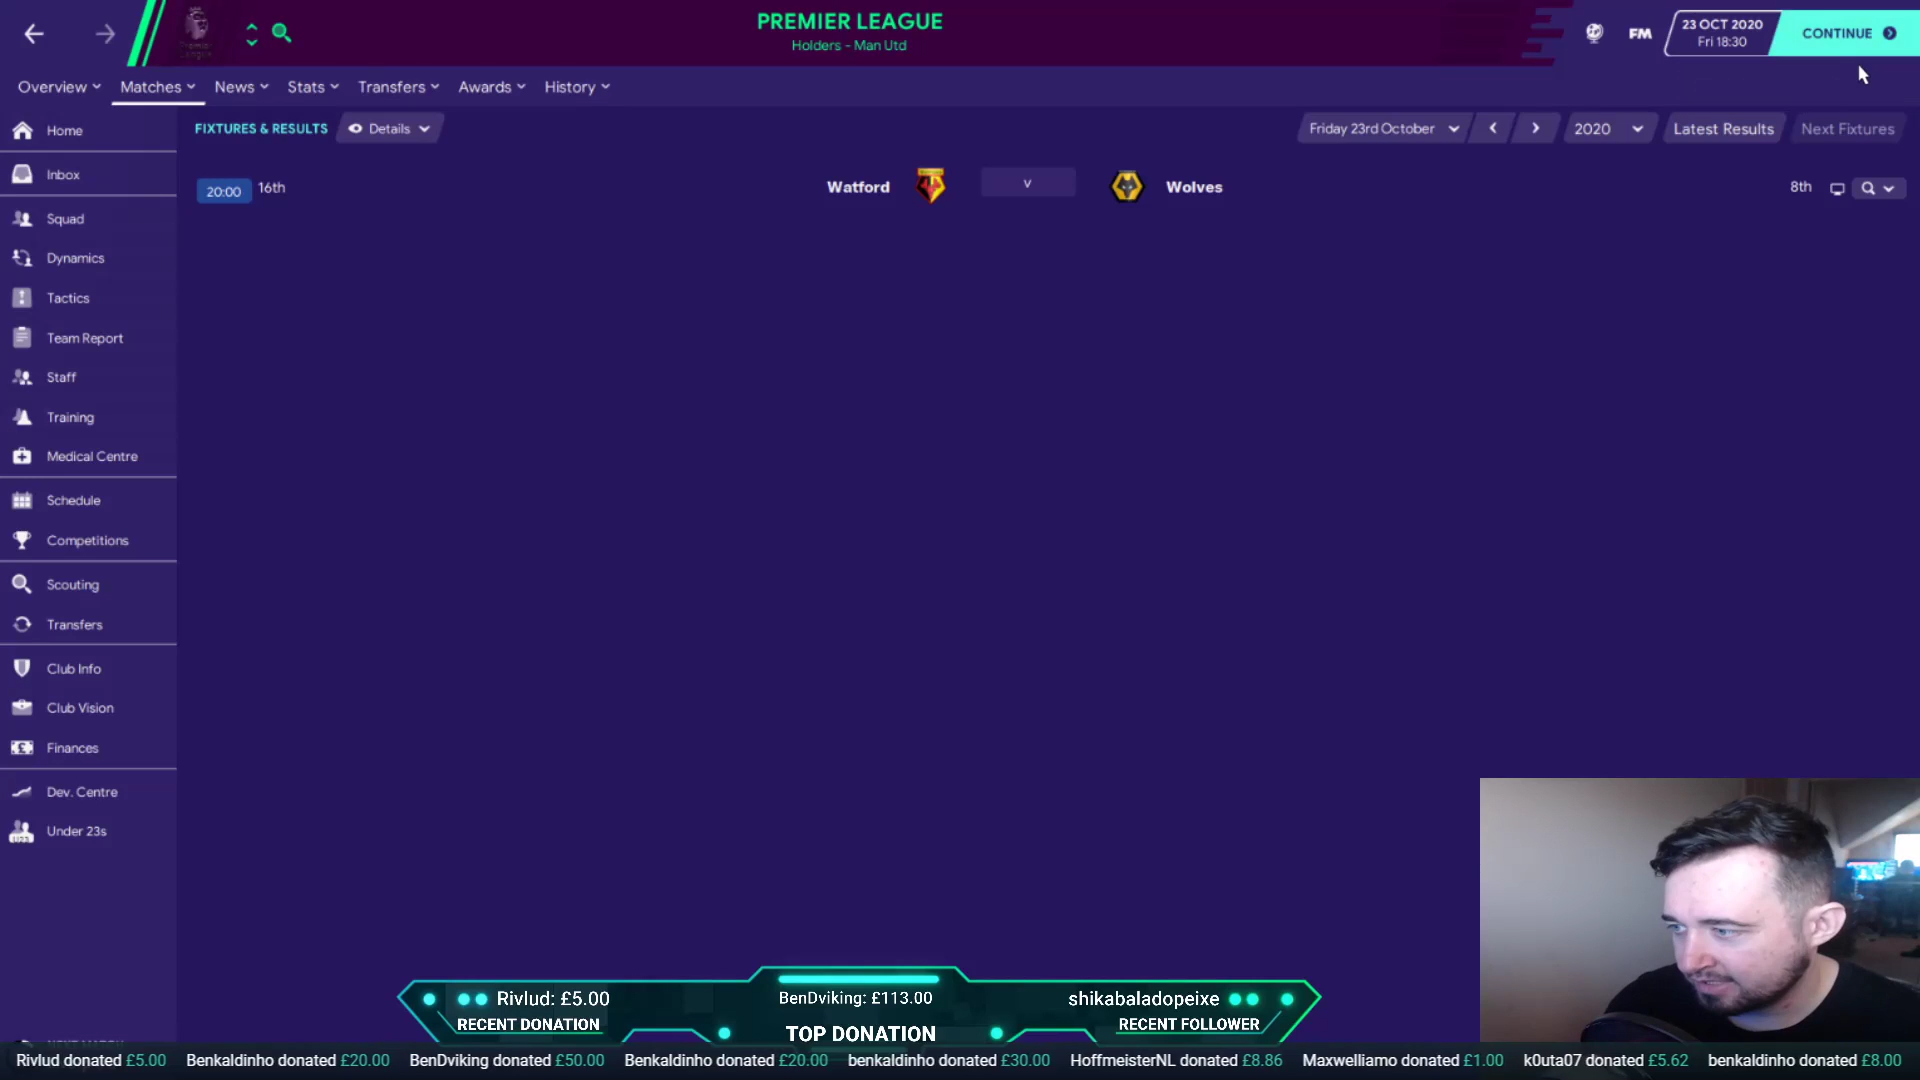 PREMIER LEAGUE
Holders - Man Utd
FM
23 OCT 2020
Fri 18:30
CONTINUE
Overview
Matches
News
Stats
Transfers
Awards
History
Home
Inbox
Squad
Dynamics
Tactics
Team Report
Staff
Training
Medical Centre
Schedule
Competitions
Scouting
Transfers
Club Info
Club Vision
Finances
Dev. Centre
Under 23s
FIXTURES & RESULTS
Details
Friday 23rd October
2020
Latest Results
Next Fixtures
20:00 16th Watford v Wolves 8th
Rivlud: £5.00
RECENT DONATION
BenDviking: £113.00
TOP DONATION
shikabaladopeixe
RECENT FOLLOWER
Rivlud donated £5.00 Benkaldinho donated £20.00 BenDviking donated £50.00 Benkaldinho donated £20.00 benkaldinho donated £30.00 HoffmeisterNL donated £8.86 Maxwelliamo donated £1.00 k0uta07 donated £5.62 benkaldinho donated £8.00